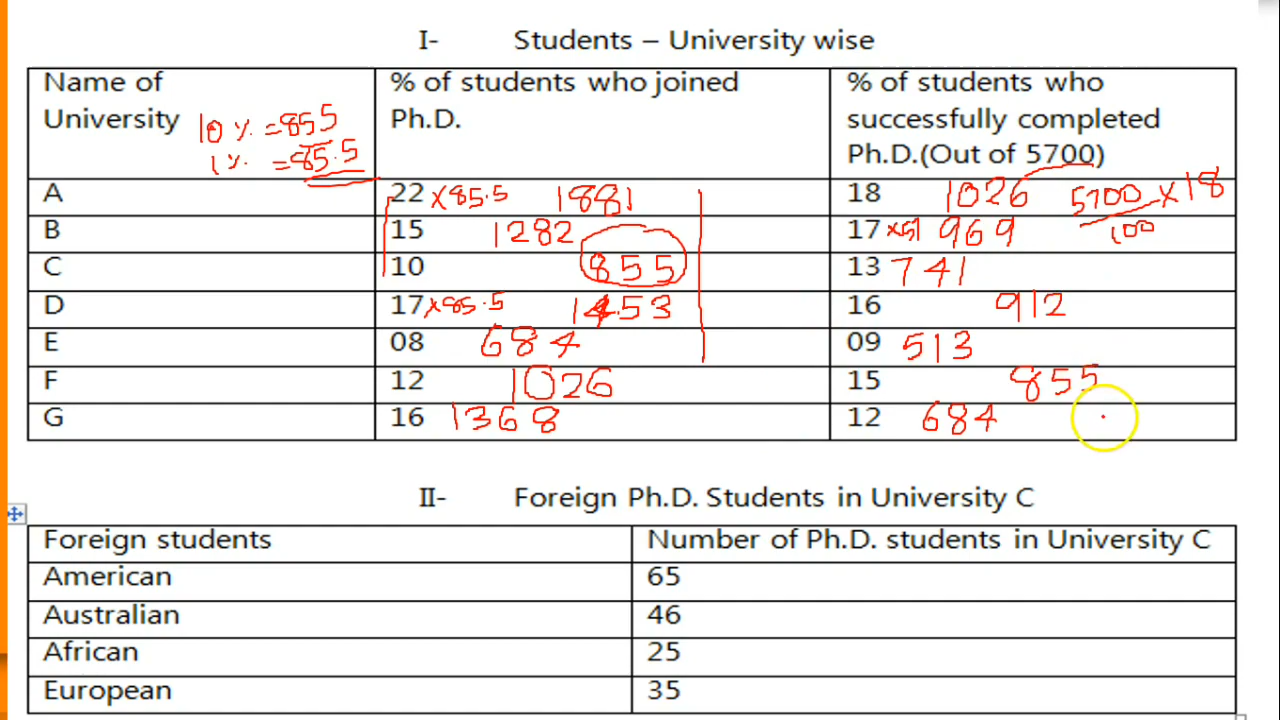 I- Students – University wise
Name of University % of students who joined Ph.D. % of students who successfully completed Ph.D.(Out of 5700)
10 % = 855
1 % = 85.5
A 22 ×85.5 1881 18 1026 5700/100 ×18
B 15 1282 17 ×57 969
C 10 855 13 741
D 17 ×85.5 1453 16 912
E 08 684 09 513
F 12 1026 15 855
G 16 1368 12 684
II- Foreign Ph.D. Students in University C
Foreign students Number of Ph.D. students in University C
American 65
Australian 46
African 25
European 35